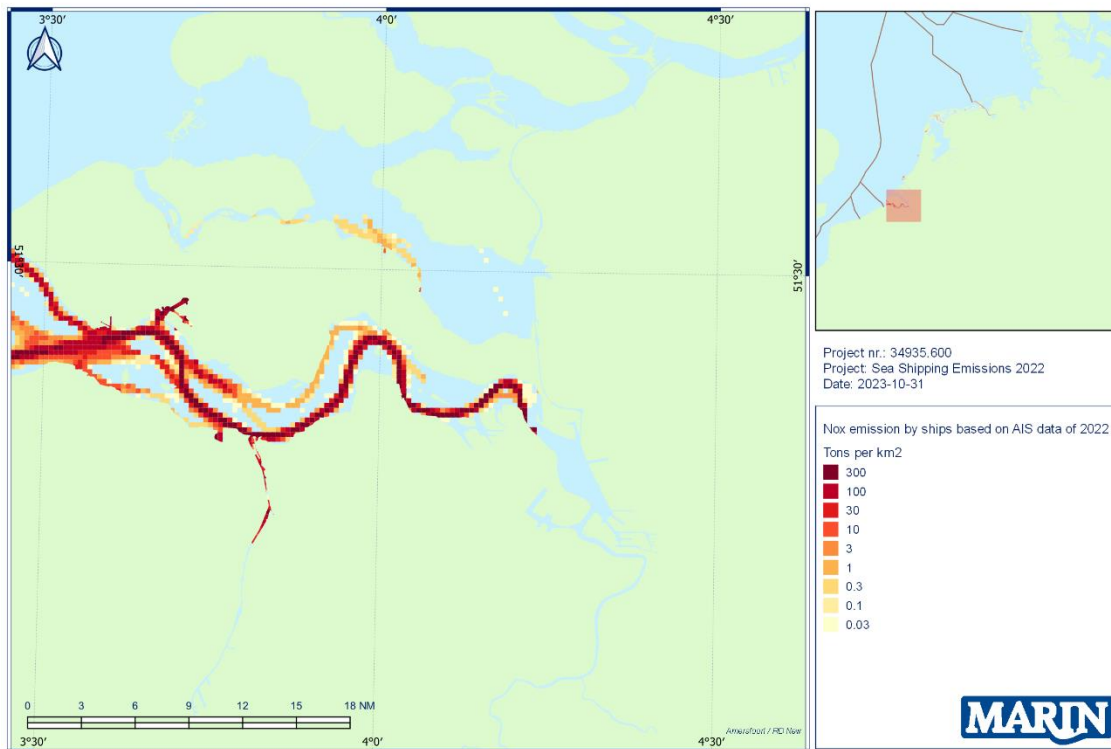 3°30'
4°0'
4°30'
51°30'
51°30'
0 3 6 9 12 15 18 NM
Amersfoort / RD New
3°30'
4°0'
4°30'
Project nr.: 34935.600
Project: Sea Shipping Emissions 2022
Date: 2023-10-31
Nox emission by ships based on AIS data of 2022
Tons per km2
300
100
30
10
3
1
0.3
0.1
0.03
MARIN